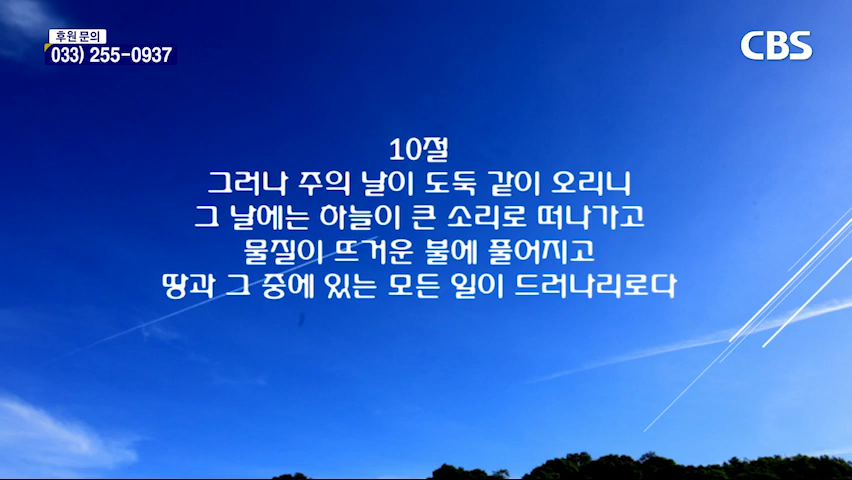 후원 문의
033) 255-0937
CBS
10절
그러나 주의 날이 도둑 같이 오리니
그 날에는 하늘이 큰 소리로 떠나가고
물질이 뜨거운 불에 풀어지고
땅과 그 중에 있는 모든 일이 드러나리로다